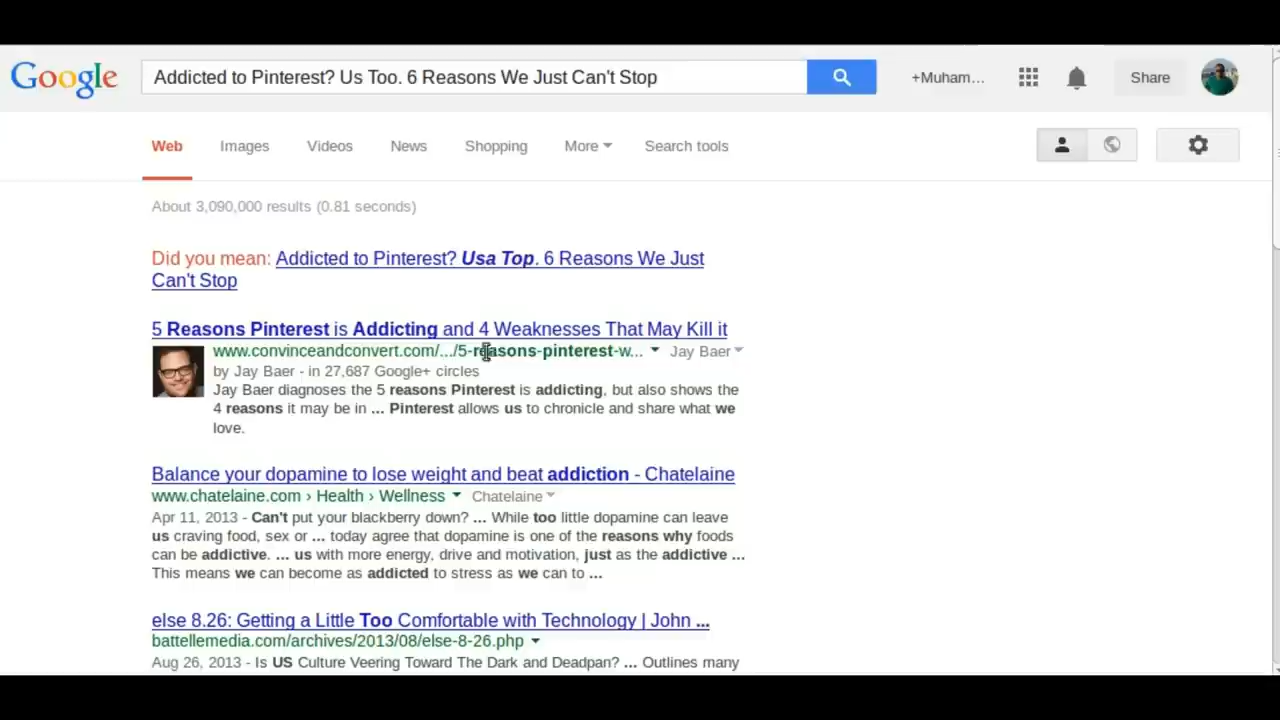 Google
Addicted to Pinterest? Us Too. 6 Reasons We Just Can't Stop
+Muham...
Share
Web
Images
Videos
News
Shopping
More
Search tools
About 3,090,000 results (0.81 seconds)
Did you mean: Addicted to Pinterest? Usa Top. 6 Reasons We Just
Can't Stop
5 Reasons Pinterest is Addicting and 4 Weaknesses That May Kill it
www.convinceandconvert.com/.../5-reasons-pinterest-w... Jay Baer
by Jay Baer - in 27,687 Google+ circles
Jay Baer diagnoses the 5 reasons Pinterest is addicting, but also shows the
4 reasons it may be in ... Pinterest allows us to chronicle and share what we
love.
Balance your dopamine to lose weight and beat addiction - Chatelaine
www.chatelaine.com › Health › Wellness Chatelaine
Apr 11, 2013 - Can't put your blackberry down? ... While too little dopamine can leave
us craving food, sex or ... today agree that dopamine is one of the reasons why foods
can be addictive. ... us with more energy, drive and motivation, just as the addictive ...
This means we can become as addicted to stress as we can to ...
else 8.26: Getting a Little Too Comfortable with Technology | John ...
battellemedia.com/archives/2013/08/else-8-26.php
Aug 26, 2013 - Is US Culture Veering Toward The Dark and Deadpan? ... Outlines many